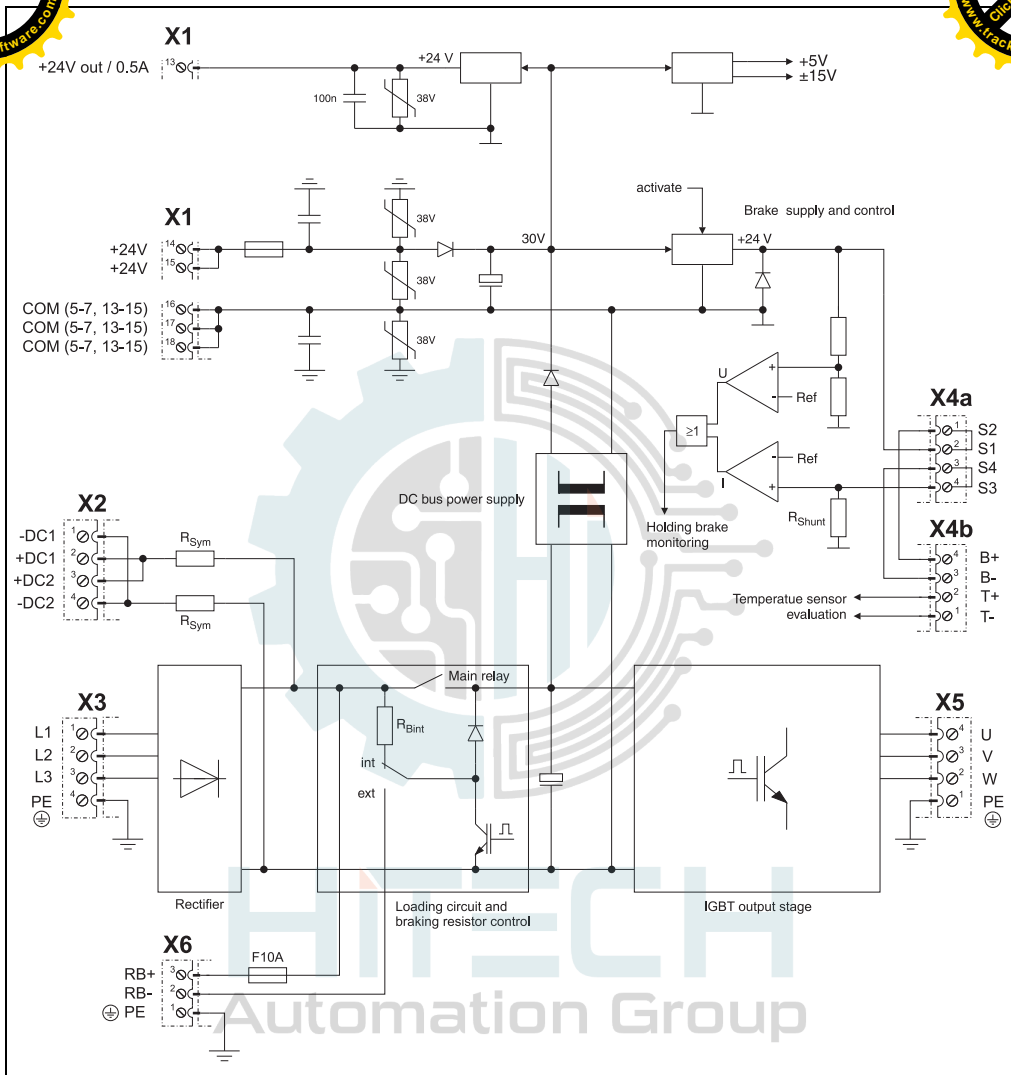 ftware.com
Clic
www.track
X1
+24V out / 0.5A
13
+24 V
+5V
±15V
100n
38V
activate
Brake supply and control
X1
38V
14
+24V
30V
+24 V
15
+24V
38V
16
COM (5-7, 13-15)
17
COM (5-7, 13-15)
18
COM (5-7, 13-15)
38V
U
+
-
Ref
X4a
≥1
1
S2
2
S1
-
Ref
3
S4
I
+
4
S3
DC bus power supply
X2
RShunt
Holding brake
monitoring
X4b
1
-DC1
RSym
2
+DC1
4
B+
3
+DC2
3
B-
4
-DC2
Temperatue sensor
evaluation
2
T+
RSym
1
T-
Main relay
X3
X5
RBint
L1
1
4
U
L2
2
3
V
int
L3
3
2
W
ext
PE
4
1
PE
Rectifier
Loading circuit and
braking resistor control
IGBT output stage
HiTECH
X6
F10A
RB+
3
RB-
2
PE
1
Automation Group